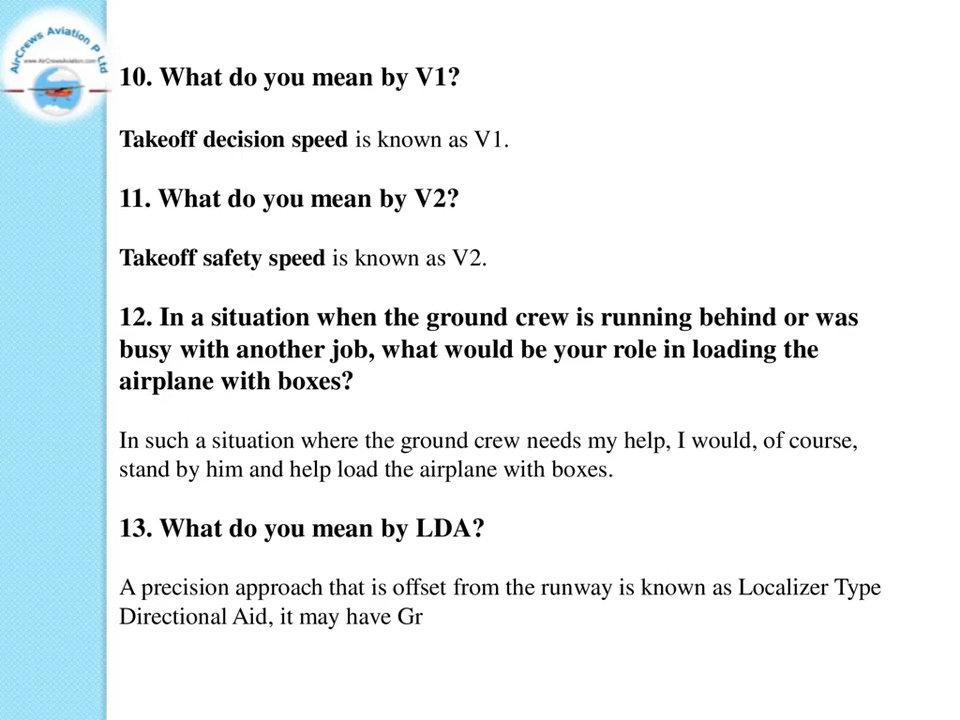 AirCrews Aviation P Ltd
www.AirCrewsAviation.com
10. What do you mean by V1?
Takeoff decision speed is known as V1.
11. What do you mean by V2?
Takeoff safety speed is known as V2.
12. In a situation when the ground crew is running behind or was
busy with another job, what would be your role in loading the
airplane with boxes?
In such a situation where the ground crew needs my help, I would, of course,
stand by him and help load the airplane with boxes.
13. What do you mean by LDA?
A precision approach that is offset from the runway is known as Localizer Type
Directional Aid, it may have Gr